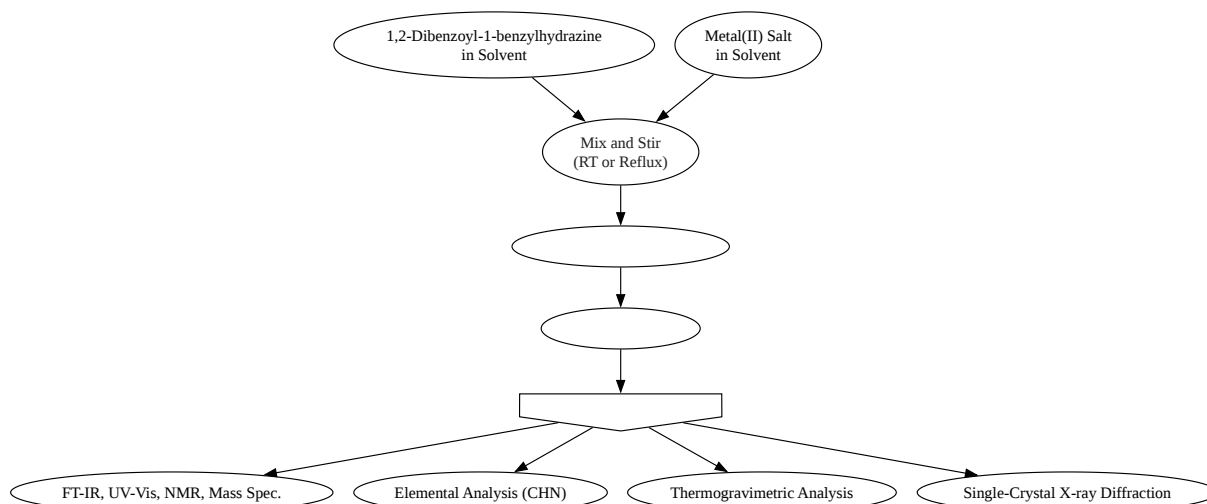 1,2-Dibenzoyl-1-benzylhydrazine
in Solvent
Metal(II) Salt
in Solvent
Mix and Stir
(RT or Reflux)
FT-IR, UV-Vis, NMR, Mass Spec.
Elemental Analysis (CHN)
Thermogravimetric Analysis
Single-Crystal X-ray Diffraction